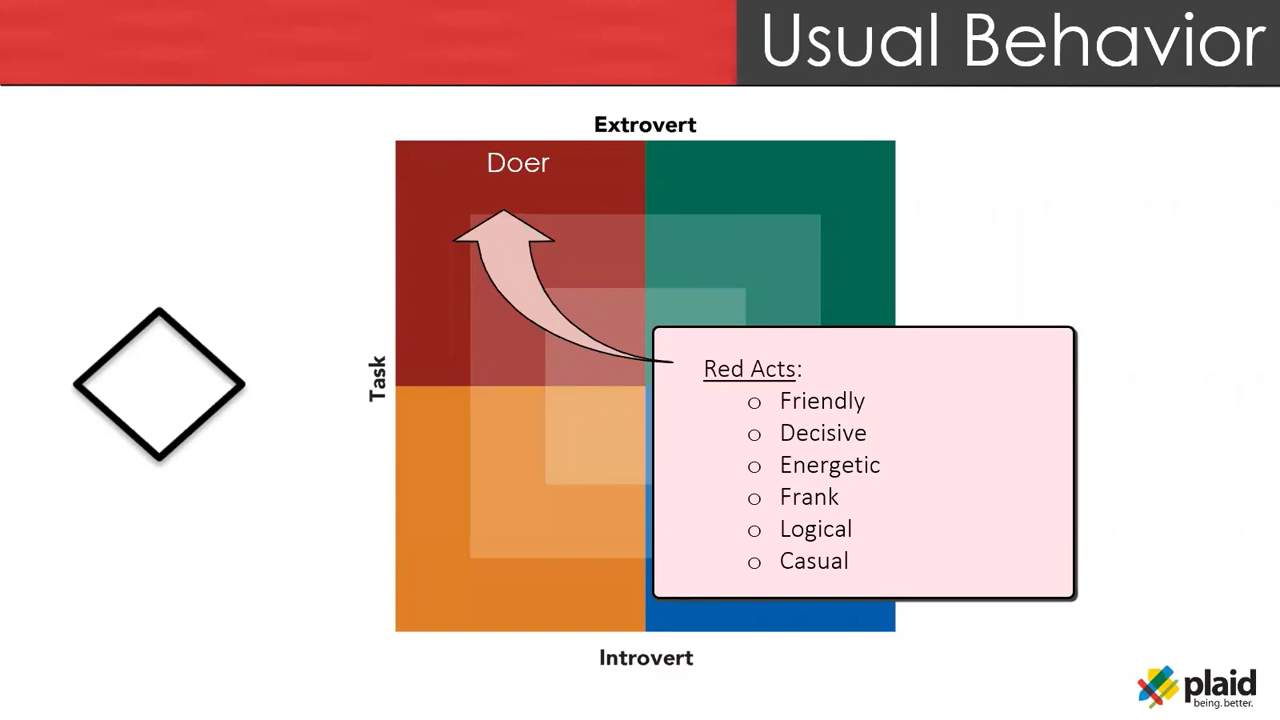 Usual Behavior
Extrovert
Doer
Task
Red Acts:
o Friendly
o Decisive
o Energetic
o Frank
o Logical
o Casual
Introvert
plaid
being. better.